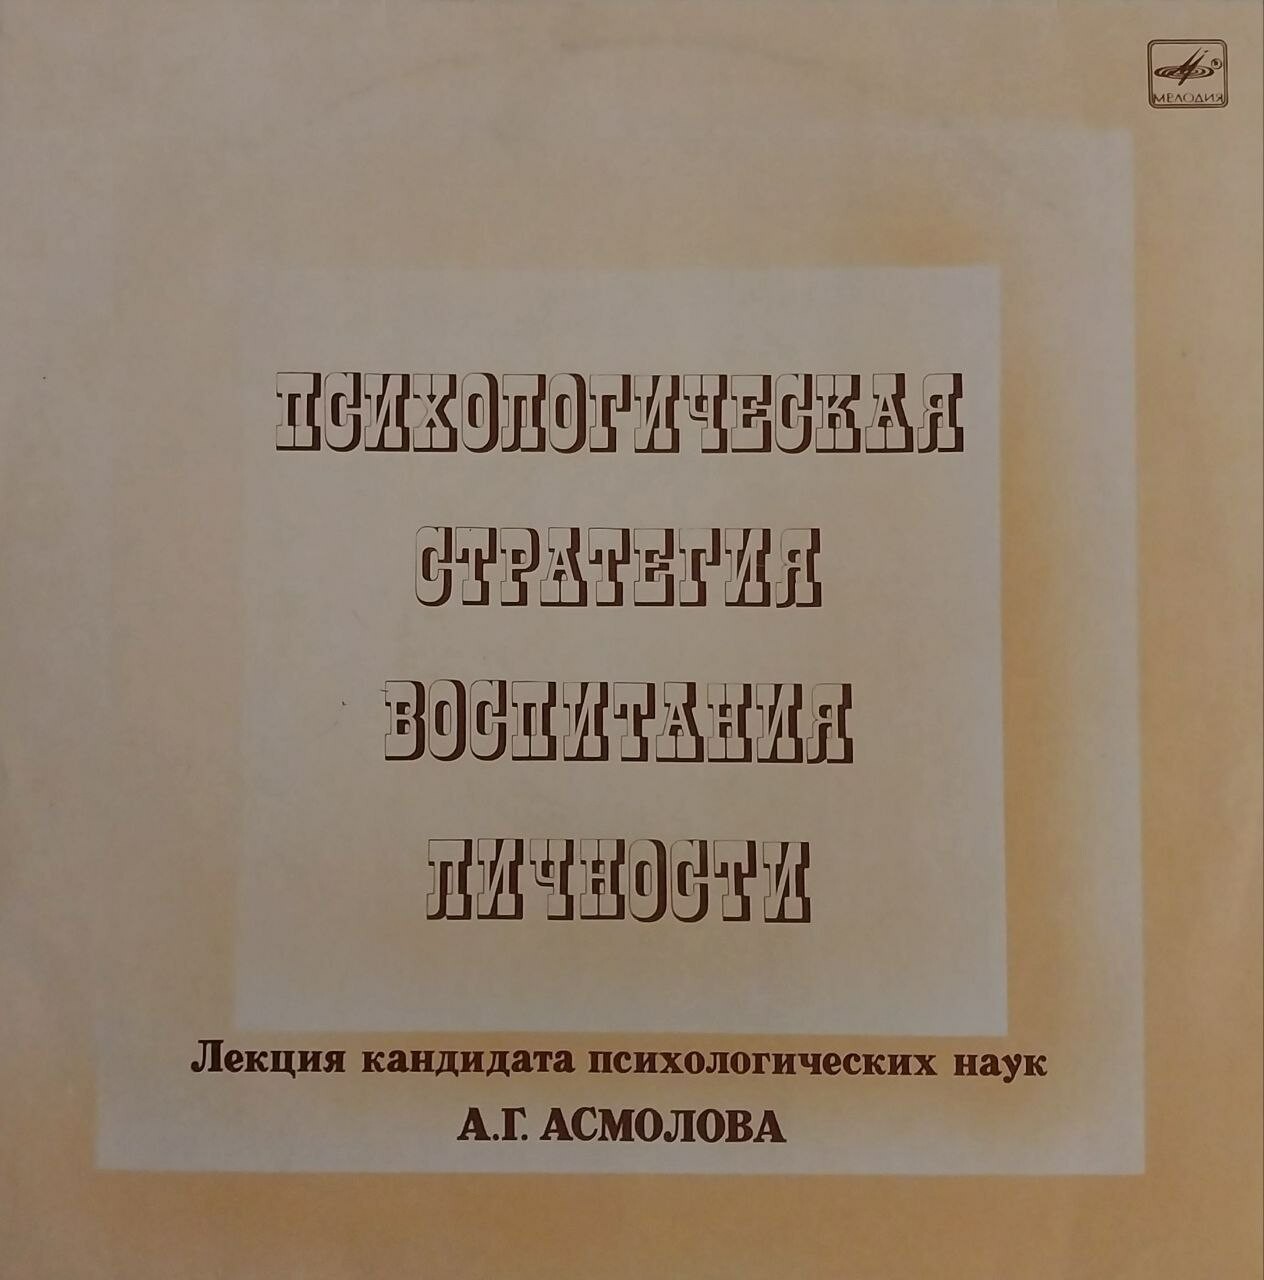 МЕЛОДИЯ
ПСИХОЛОГИЧЕСКАЯ
СТРАТЕГИЯ
ВОСПИТАНИЯ
ЛИЧНОСТИ
Лекция кандидата психологических наук
А.Г. АСМОЛОВА